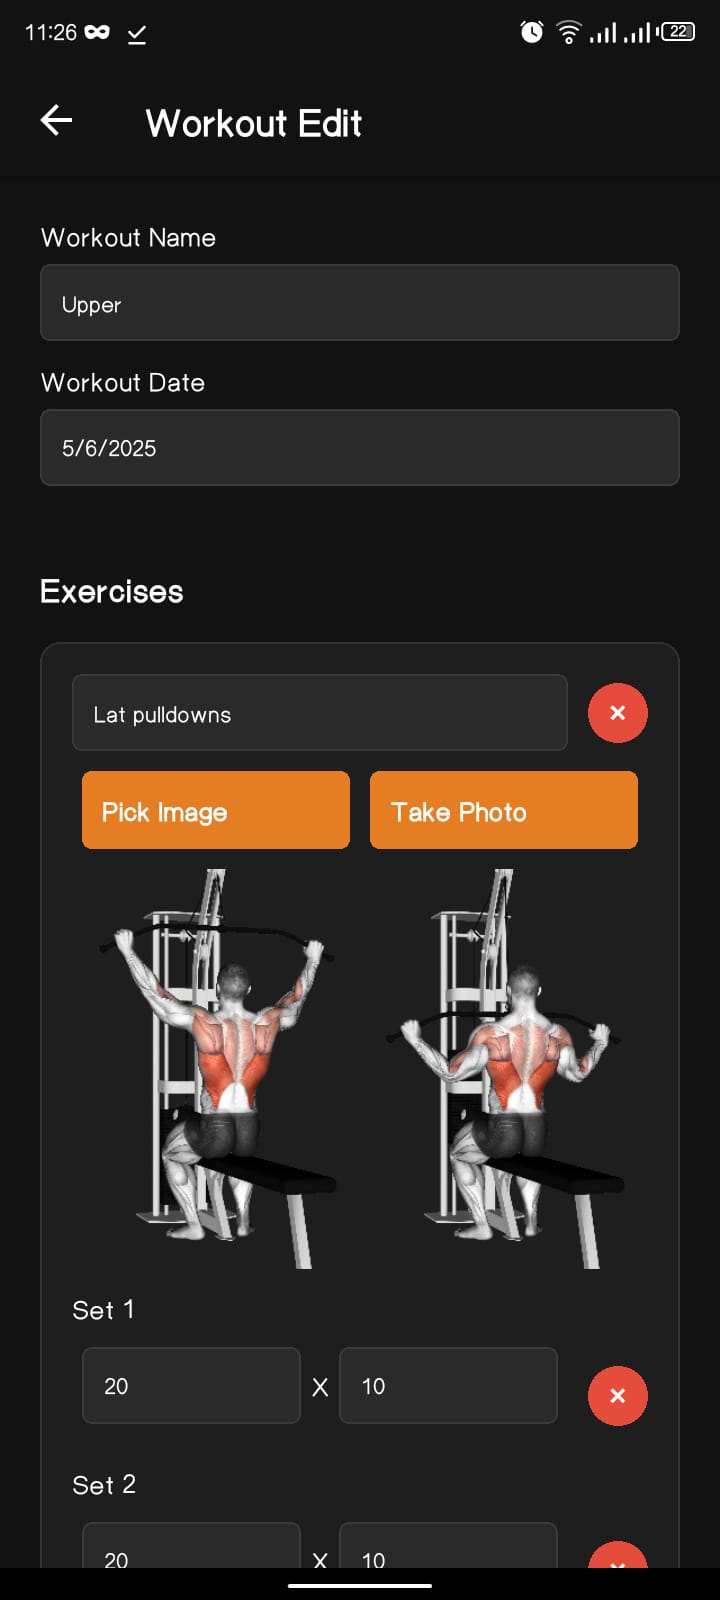 11:26
22
Workout Edit
Workout Name
Upper
Workout Date
5/6/2025
Exercises
Lat pulldowns
Pick Image
Take Photo
Set 1
20 X 10
Set 2
20 X 10